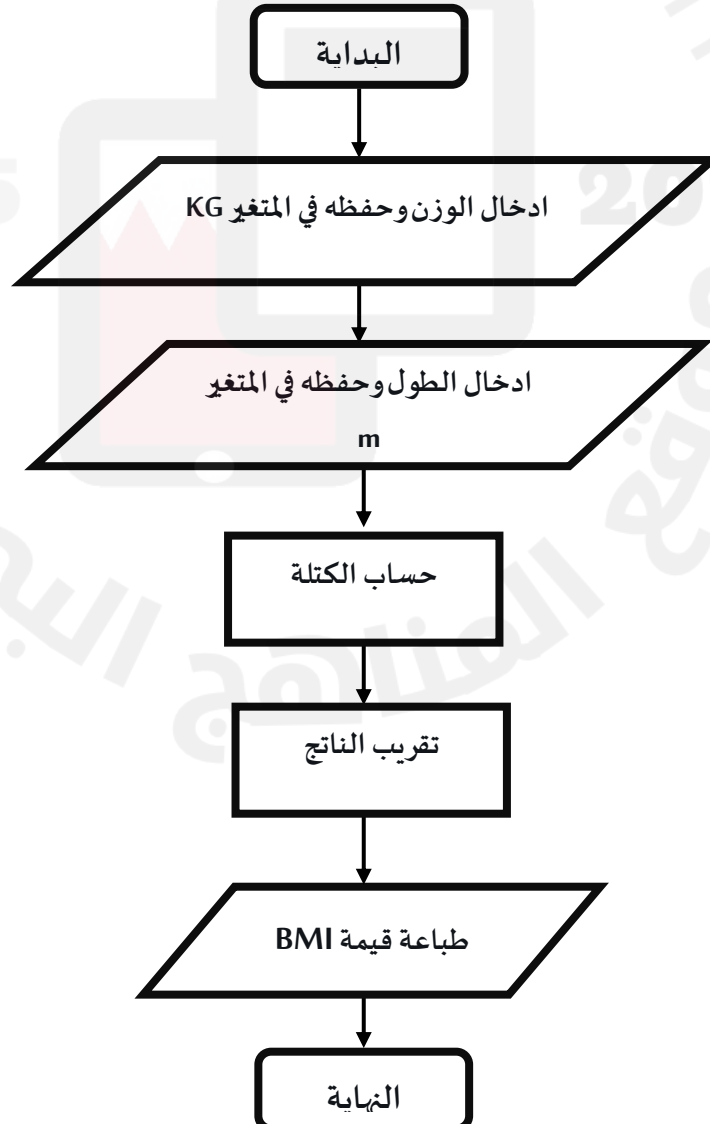 البداية
ادخال الوزن وحفظه في المتغير KG
ادخال الطول وحفظه في المتغير
m
حساب الكتلة
تقريب الناتج
طباعة قيمة BMI
النهاية
20